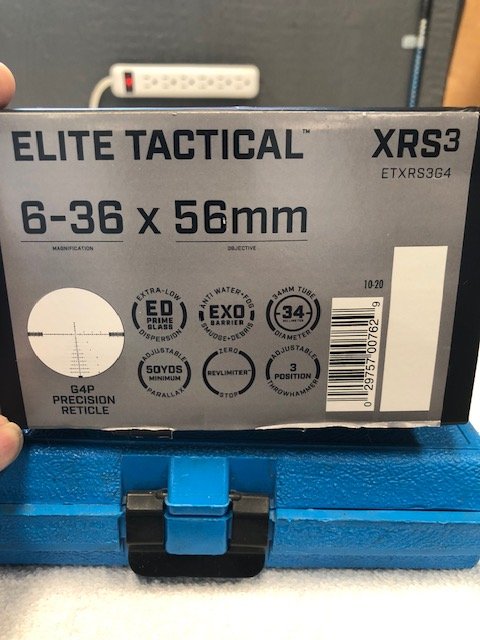 ELITE TACTICAL™
XRS3
ETXRS3G4
6-36 x 56mm
MAGNIFICATION
OBJECTIVE
EXTRA-LOW
ED
PRIME
GLASS
DISPERSION
ANTI WATER•FOG
EXO
BARRIER
SMUDGE•DEBRIS
34MM TUBE
34
MILLIMETER
DIAMETER
10-20
ADJUSTABLE
50YDS
MINIMUM
PARALLAX
ZERO
REVLIMITER™
STOP
ADJUSTABLE
3
POSITION
THROWHAMMER
G4P
PRECISION
RETICLE
0 29757 00762 9